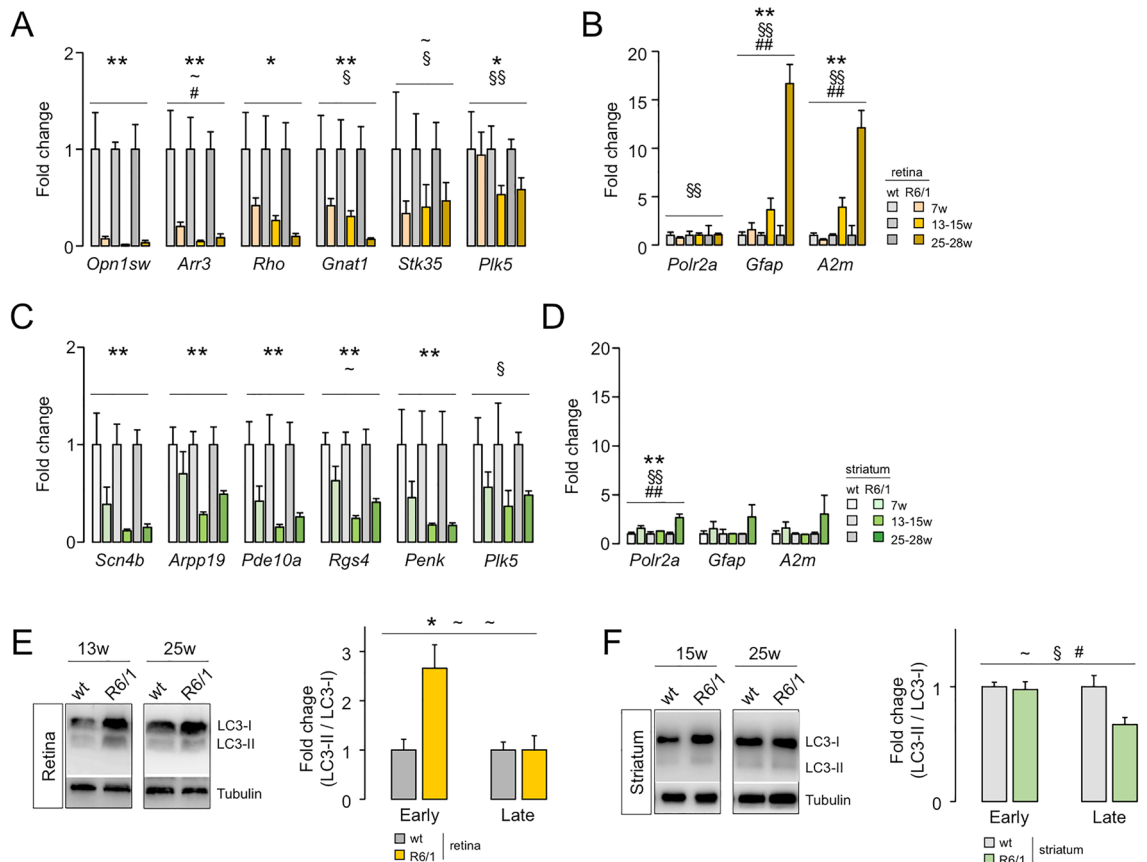 A
Fold change
2
1
0
**
**
~
#
*
**
§
~
§
*
§§
Opn1sw Arr3 Rho Gnat1 Stk35 Plk5
B
Fold change
20
15
10
5
0
§§
**
§§
##
**
§§
##
Polr2a Gfap A2m
retina
wt R6/1
7w
13-15w
25-28w
C
Fold change
2
1
0
**
**
**
**
~
**
§
Scn4b Arpp19 Pde10a Rgs4 Penk Plk5
D
Fold change
20
15
10
5
0
**
§§
##
Polr2a Gfap A2m
striatum
wt R6/1
7w
13-15w
25-28w
E
13w 25w
wt R6/1 wt R6/1
Retina
LC3-I
LC3-II
Tubulin
Fold chage
(LC3-II / LC3-I)
3
2
1
0
* ~ ~
Early Late
wt
R6/1
retina
F
15w 25w
wt R6/1 wt R6/1
Striatum
LC3-I
LC3-II
Tubulin
Fold chage
(LC3-II / LC3-I)
1
0
~ § #
Early Late
wt
R6/1
striatum